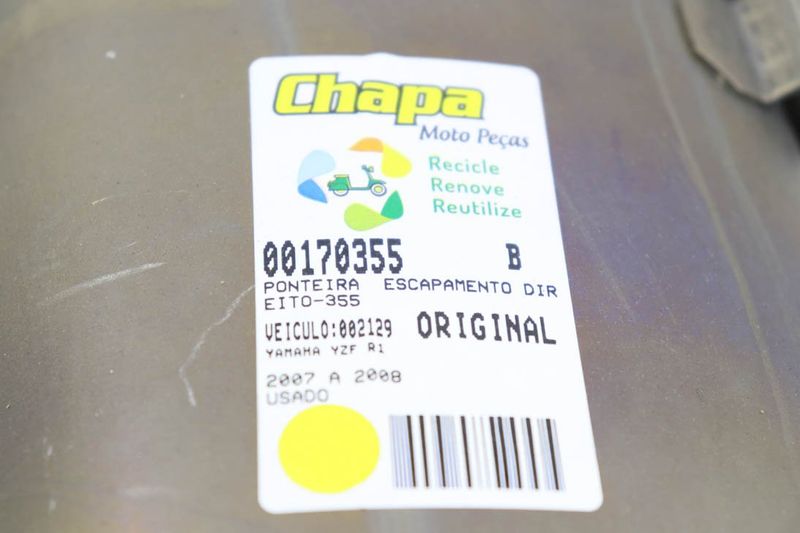 Chapa
Moto Peças
Recicle
Renove
Reutilize
00170355 B
PONTEIRA ESCAPAMENTO DIR
EITO-355
VEICULO:002129 ORIGINAL
YAMAHA YZF R1
2007 A 2008
USADO